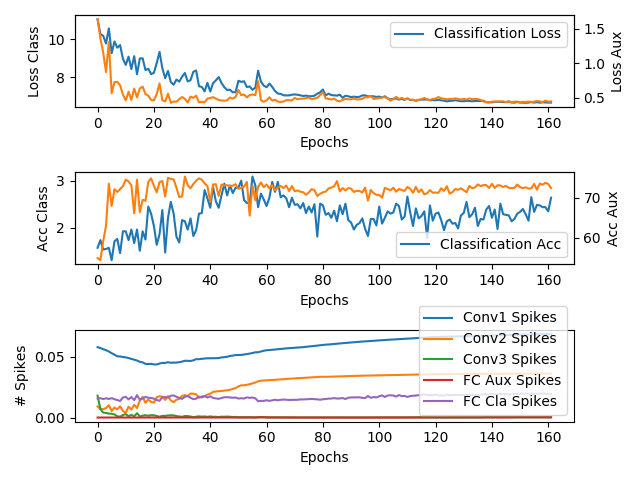 Loss Class
10
8
Classification Loss
1.5
1.0
0.5
Loss Aux
0 20 40 60 80 100 120 140 160
Epochs
Acc Class
3
2
Classification Acc
70
60
Acc Aux
0 20 40 60 80 100 120 140 160
Epochs
# Spikes
0.05
0.00
Conv1 Spikes
Conv2 Spikes
Conv3 Spikes
FC Aux Spikes
FC Cla Spikes
0 20 40 60 80 100 120 140 160
Epochs